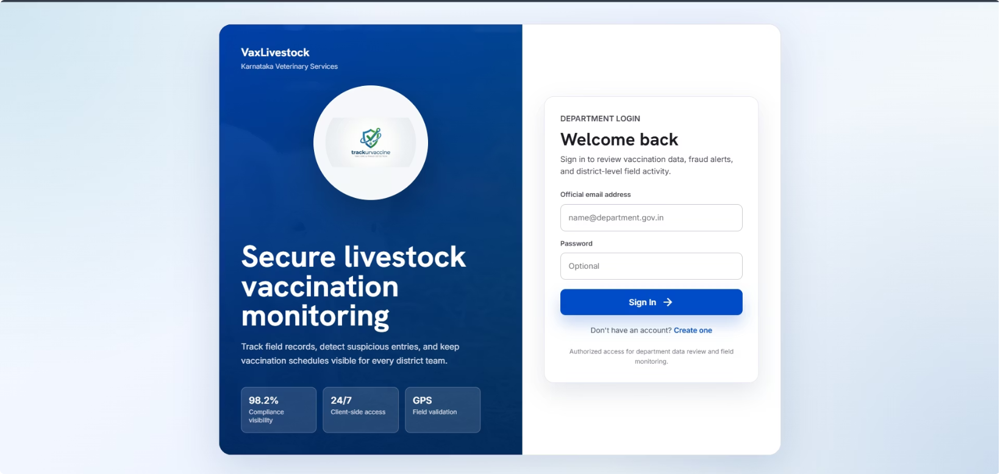 VaxLivestock
Karnataka Veterinary Services
trackurvaccine
Secure livestock
vaccination
monitoring
Track field records, detect suspicious entries, and keep
vaccination schedules visible for every district team.
98.2%
Compliance
visibility
24/7
Client-side access
GPS
Field validation
DEPARTMENT LOGIN
Welcome back
Sign in to review vaccination data, fraud alerts,
and district-level field activity.
Official email address
name@department.gov.in
Password
Optional
Sign In →
Don't have an account? Create one
Authorized access for department data review and field
monitoring.